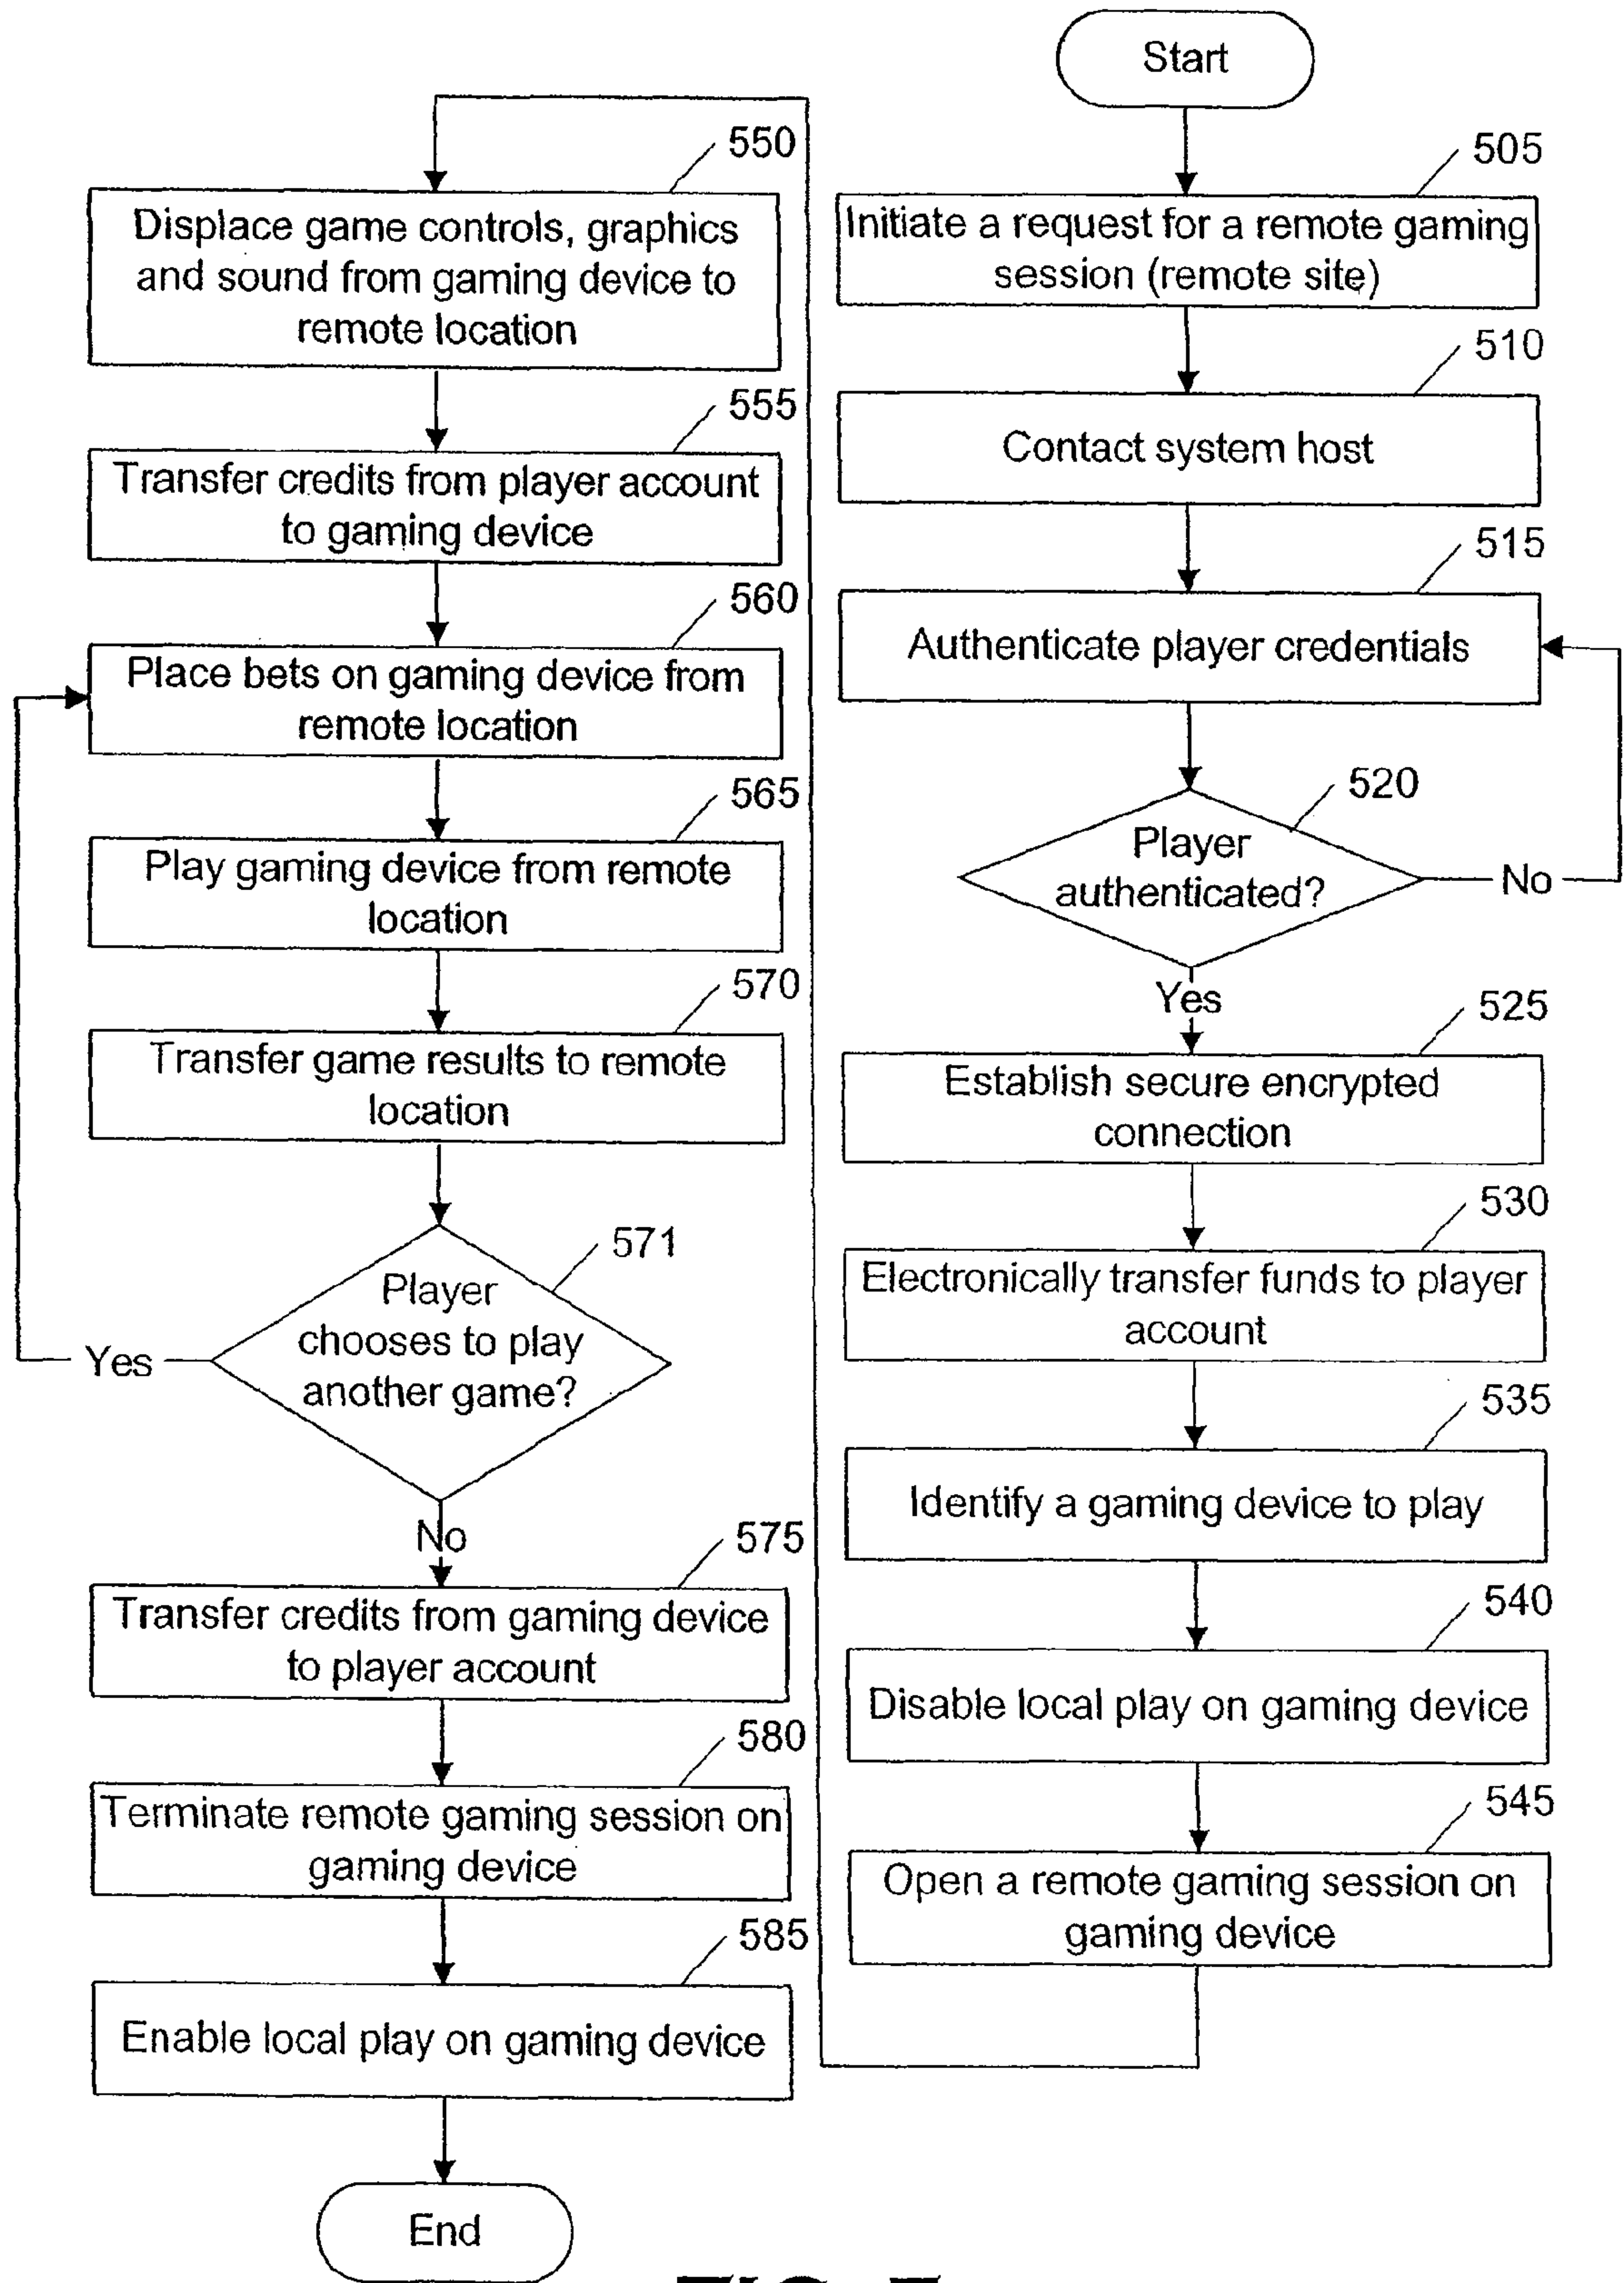 Start
505
Initiate a request for a remote gaming
session (remote site)
510
Contact system host
515
Authenticate player credentials
520
Player
authenticated?
No
Yes
525
Establish secure encrypted
connection
530
Electronically transfer funds to player
account
535
Identify a gaming device to play
540
Disable local play on gaming device
545
Open a remote gaming session on
gaming device
550
Displace game controls, graphics
and sound from gaming device to
remote location
555
Transfer credits from player account
to gaming device
560
Place bets on gaming device from
remote location
565
Play gaming device from remote
location
570
Transfer game results to remote
location
571
Player
chooses to play
another game?
Yes
No
575
Transfer credits from gaming device
to player account
580
Terminate remote gaming session on
gaming device
585
Enable local play on gaming device
End